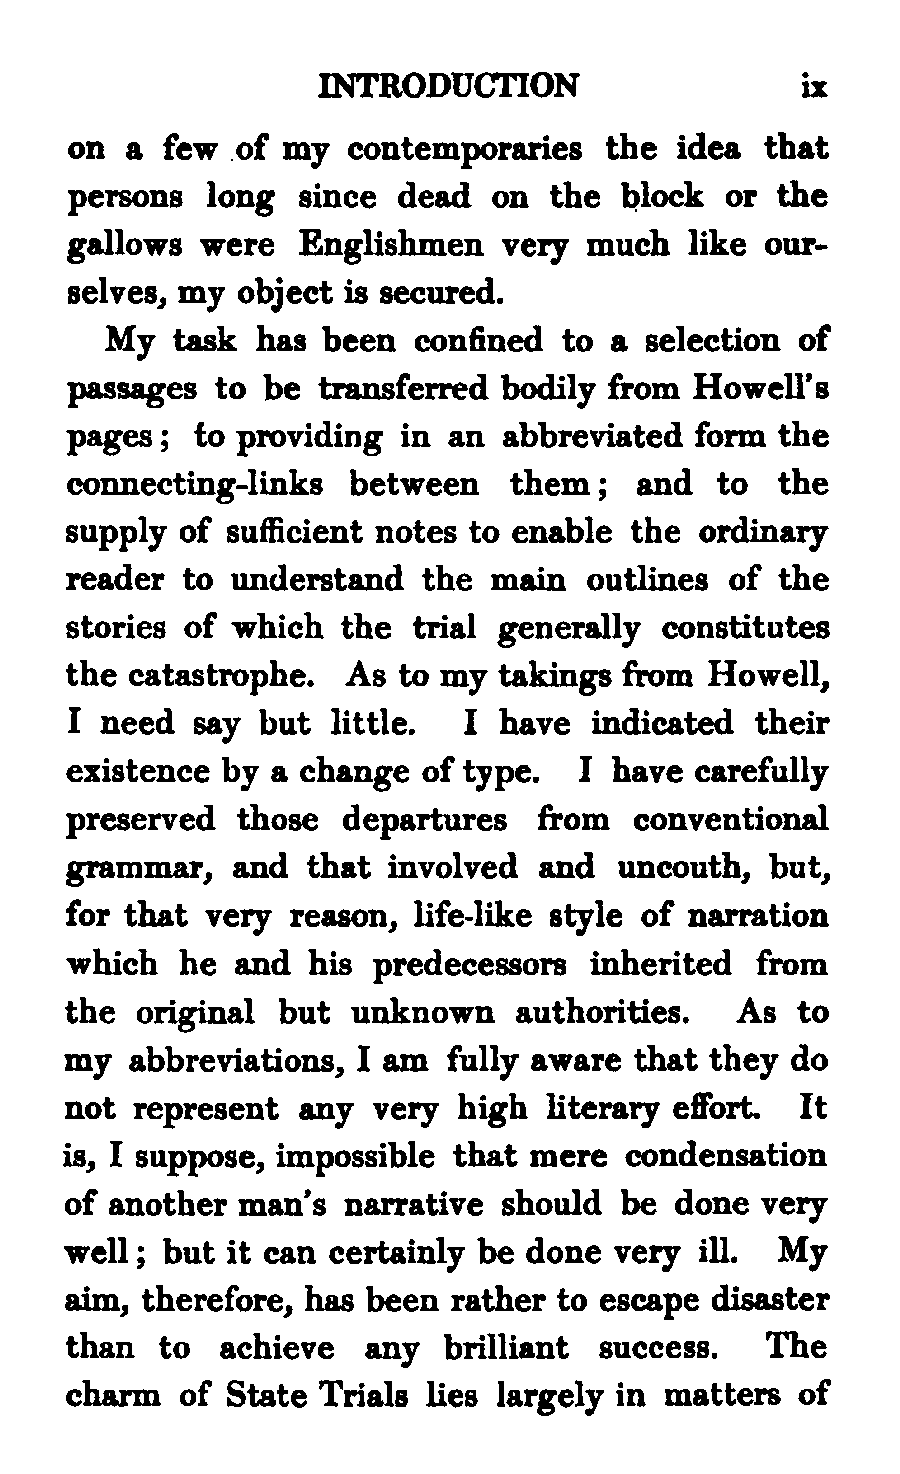 INTRODUCTION ix
on a few of my contemporaries the idea that
persons long since dead on the block or the
gallows were Englishmen very much like our-
selves, my object is secured.
My task has been confined to a selection of
passages to be transferred bodily from Howell's
pages; to providing in an abbreviated form the
connecting-links between them; and to the
supply of sufficient notes to enable the ordinary
reader to understand the main outlines of the
stories of which the trial generally constitutes
the catastrophe. As to my takings from Howell,
I need say but little. I have indicated their
existence by a change of type. I have carefully
preserved those departures from conventional
grammar, and that involved and uncouth, but,
for that very reason, life-like style of narration
which he and his predecessors inherited from
the original but unknown authorities. As to
my abbreviations, I am fully aware that they do
not represent any very high literary effort. It
is, I suppose, impossible that mere condensation
of another man's narrative should be done very
well; but it can certainly be done very ill. My
aim, therefore, has been rather to escape disaster
than to achieve any brilliant success. The
charm of State Trials lies largely in matters of